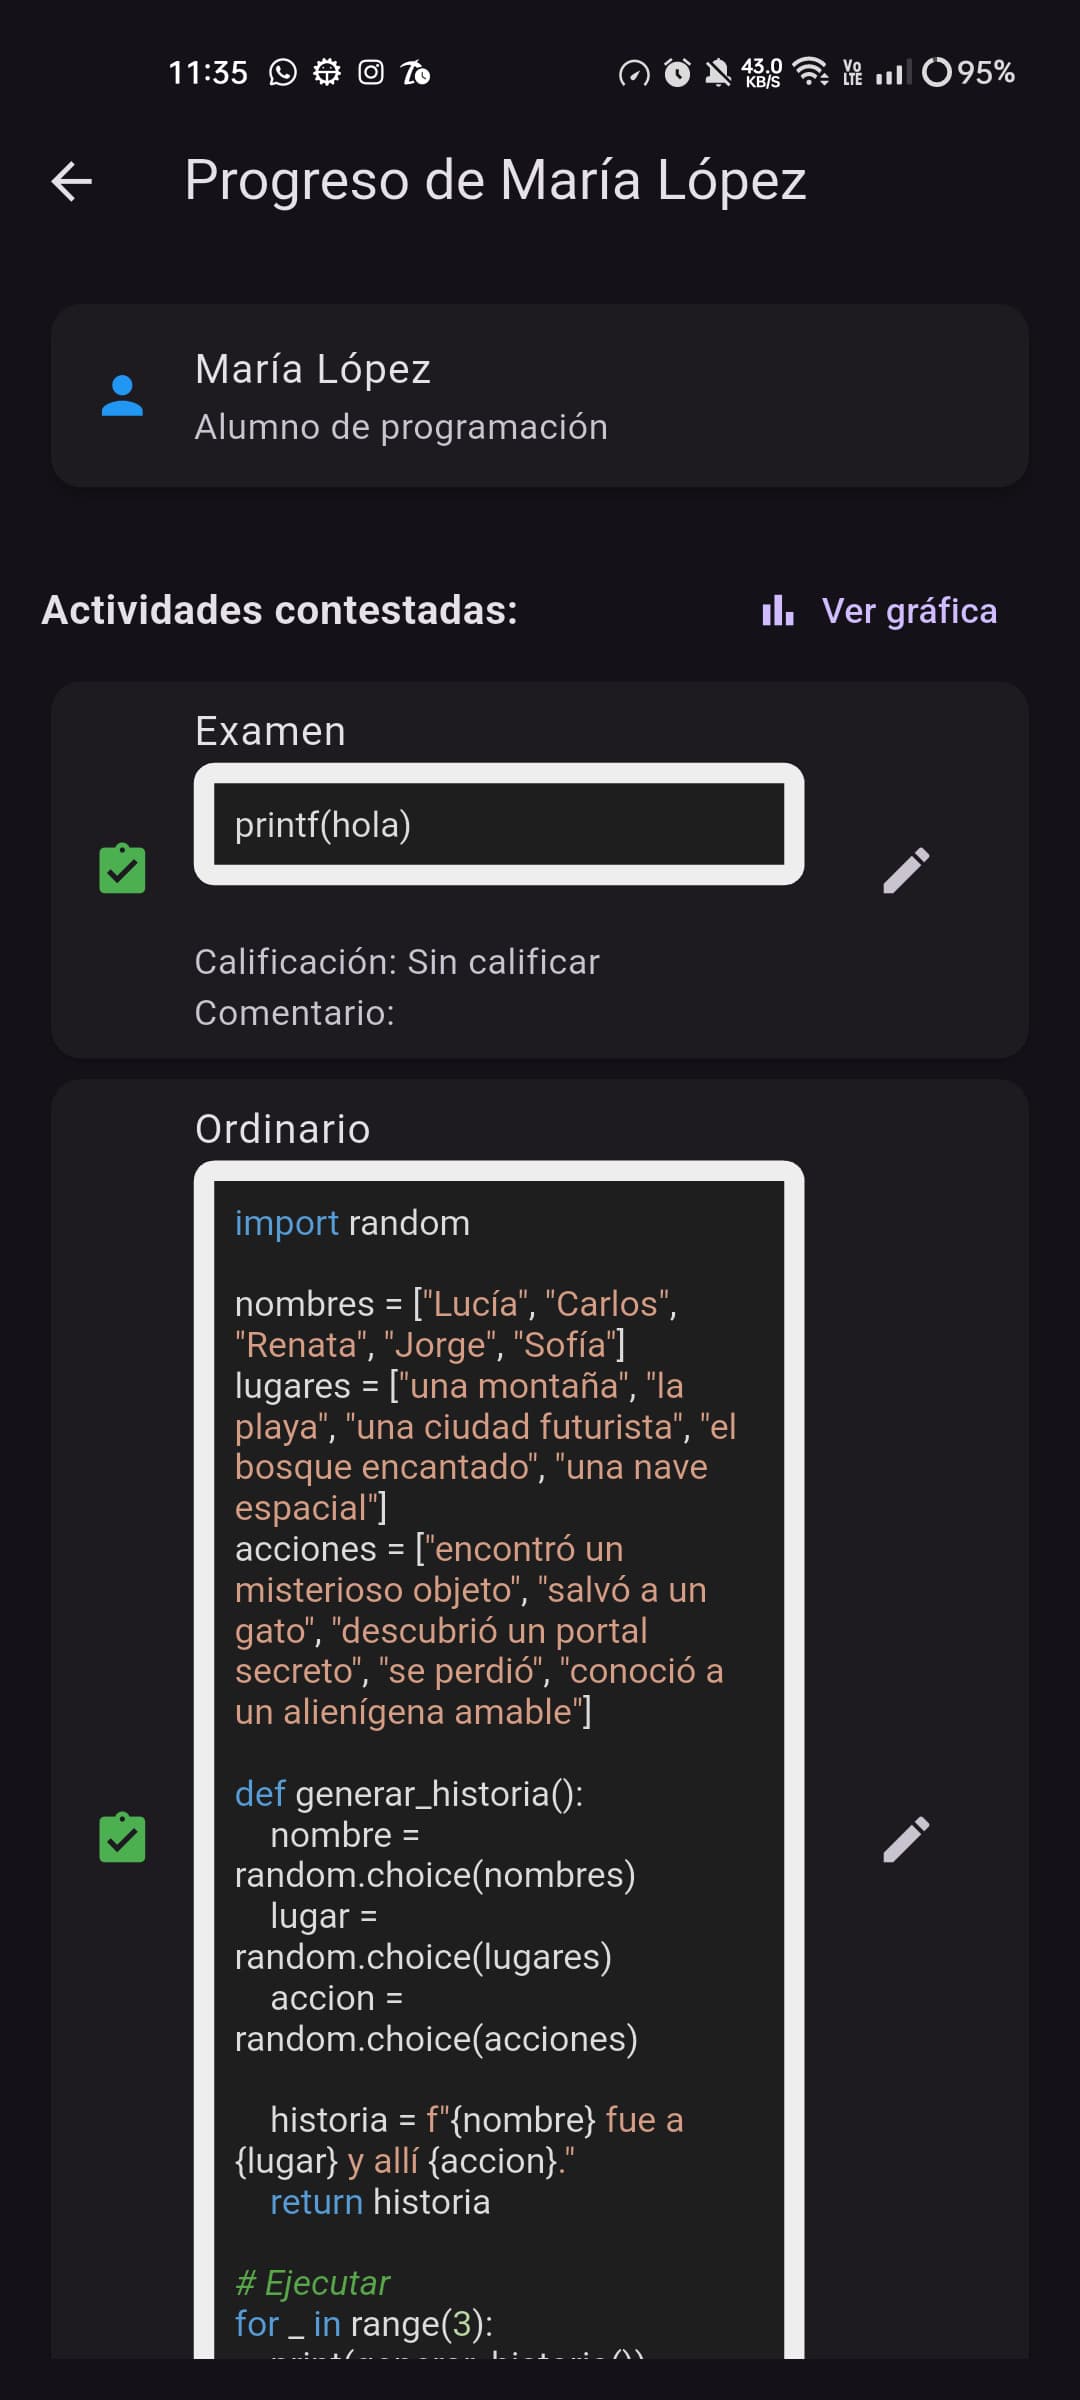 11:35 43.0 KB/S Vo LTE 95%
Progreso de María López
María López
Alumno de programación
Actividades contestadas: Ver gráfica
Examen
printf(hola)
Calificación: Sin calificar
Comentario:
Ordinario
import random
nombres = ["Lucía", "Carlos",
"Renata", "Jorge", "Sofía"]
lugares = ["una montaña", "la
playa", "una ciudad futurista", "el
bosque encantado", "una nave
espacial"]
acciones = ["encontró un
misterioso objeto", "salvó a un
gato", "descubrió un portal
secreto", "se perdió", "conoció a
un alienígena amable"]
def generar_historia():
    nombre =
random.choice(nombres)
    lugar =
random.choice(lugares)
    accion =
random.choice(acciones)
    historia = f"{nombre} fue a
{lugar} y allí {accion}."
    return historia
# Ejecutar
for _ in range(3):
    print(generar_historia())